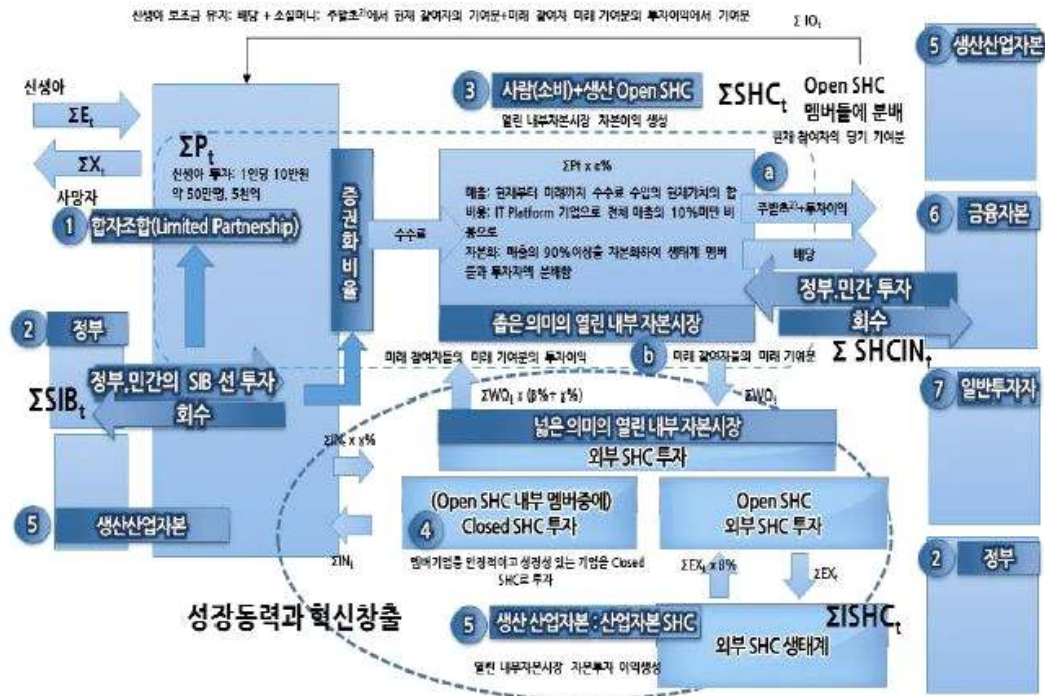 신생아 보조금 유지: 배당 + 소셜머니: 주발초²⁾에서 현재 참여자의 기여분+미래 참여자 미래 기여분의 투자이익에서 기여분
Σ IOₜ
5 생산산업자본
신생아
ΣEₜ
ΣXₜ
사망자
3 사람(소비)+생산 Open SHC
열린 내부자본시장 자본이익 생성
ΣSHCₜ
Open SHC
멤버들에 분배
현재 참여자의 당기 기여분
ΣPₜ
신생아 투자: 1인당 10만원
약 50만명, 5천억
1 합자조합(Limited Partnership)
증권화비율
수수료
ΣPt x ε%
매출: 현재부터 미래까지 수수료 수입의 현재가치의 합
비용: IT Platform 기업으로 전체 매출의 10%미만 비
용으로
자본화: 매출의 90%이상을 자본화하여 생태계 멤버
들과 투자자에 분배함
a
주발초²⁾+투자이익
배당
6 금융자본
2 정부
좁은 의미의 열린 내부 자본시장
정부,민간 투자
회수
Σ SHCINₜ
미래 참여자들의 미래 기여분의 투자이익
b
미래 참여자들의 미래 기여분
ΣSIBₜ
정부,민간의 SIB 선 투자
회수
7 일반투자자
넓은 의미의 열린 내부 자본시장
외부 SHC 투자
5 생산산업자본
(Open SHC 내부 멤버중에)
4 Closed SHC 투자
Open SHC
외부 SHC 투자
멤버기업중 안정적이고 성장성 있는 기업을 Closed
SHC로 투자
2 정부
성장동력과 혁신창출
5 생산 산업자본 : 산업자본 SHC
ΣISHCₜ
외부 SHC 생태계
열린 내부자본시장 자본투자 이익생성